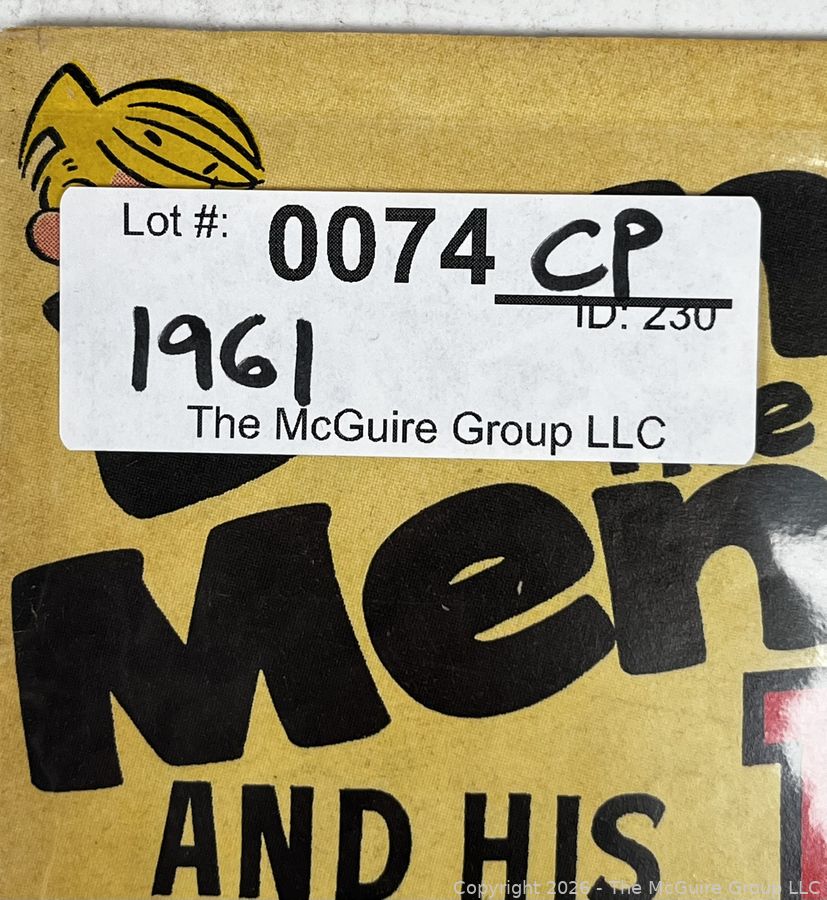 Lot #: 0074 CP
ID: 230
1961
The McGuire Group LLC
Men
AND HIS
Copyright 2026 - The McGuire Group LLC